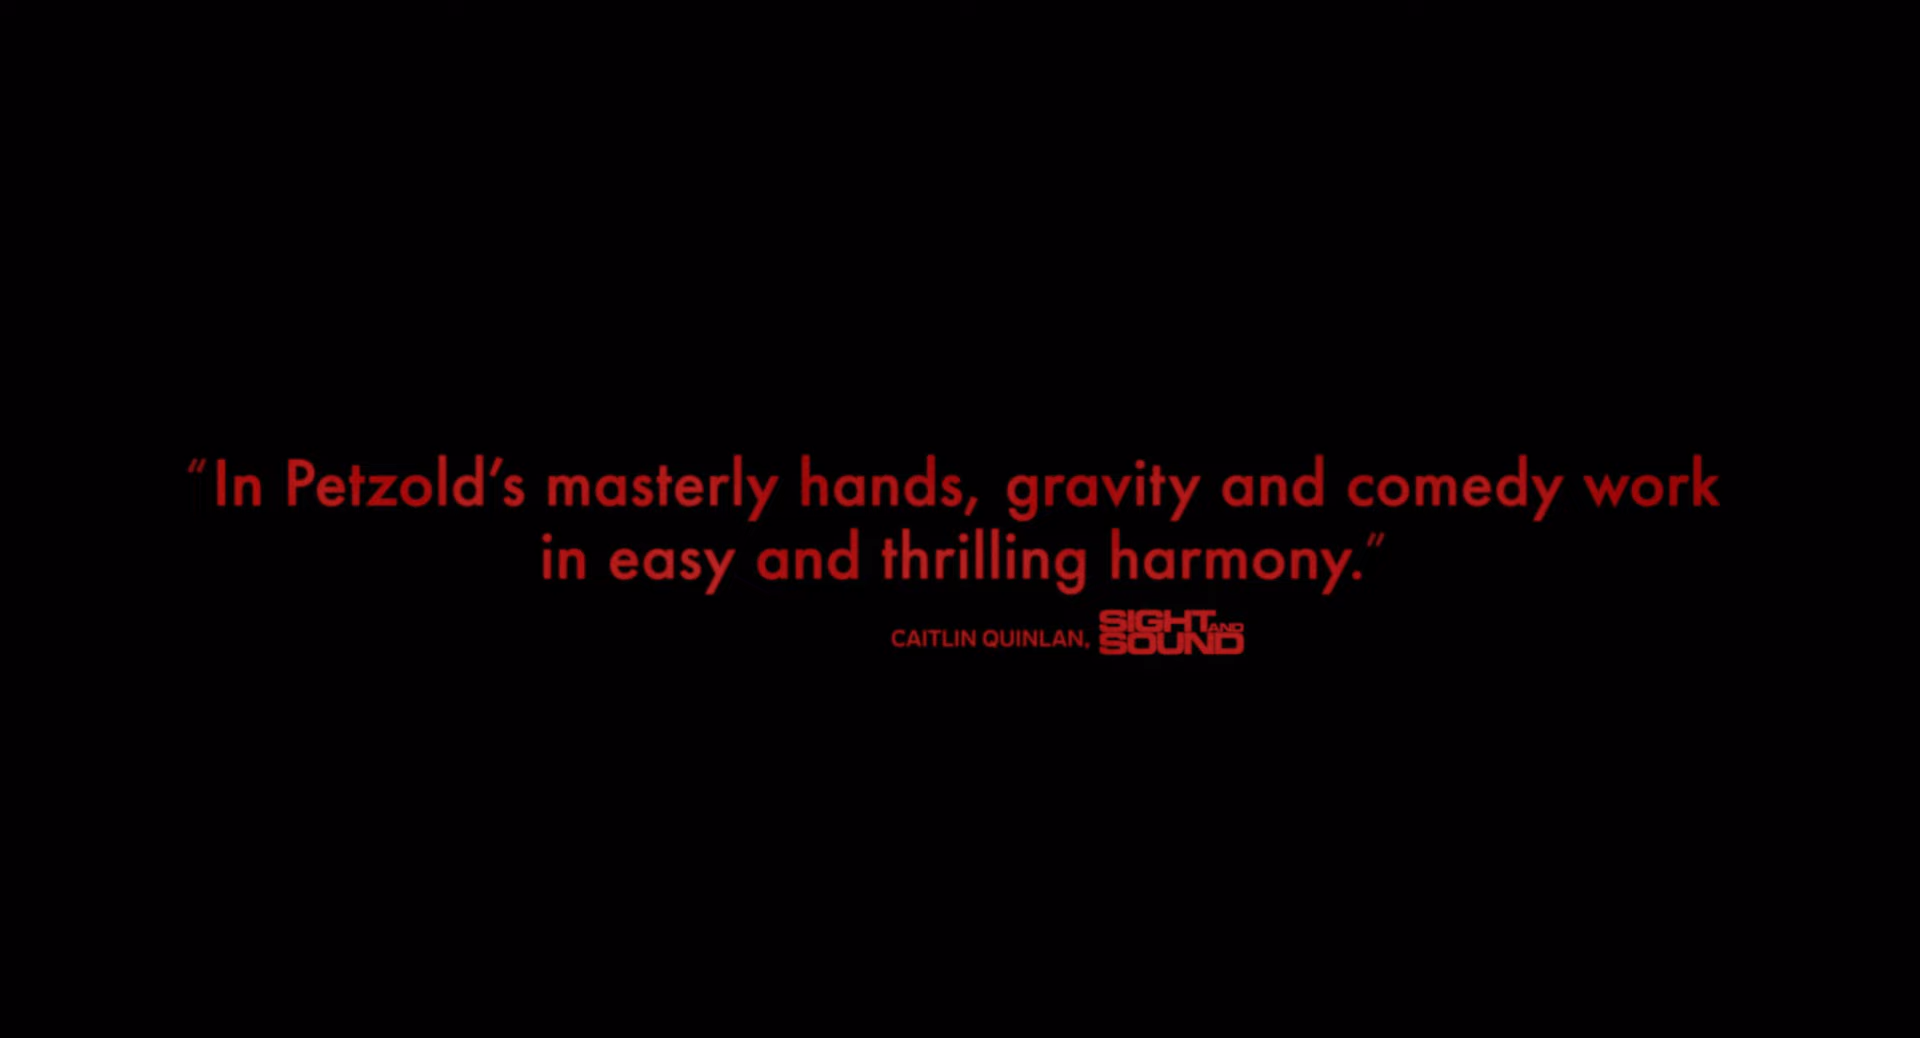 “In Petzold’s masterly hands, gravity and comedy work
in easy and thrilling harmony.”
CAITLIN QUINLAN, SIGHT AND SOUND